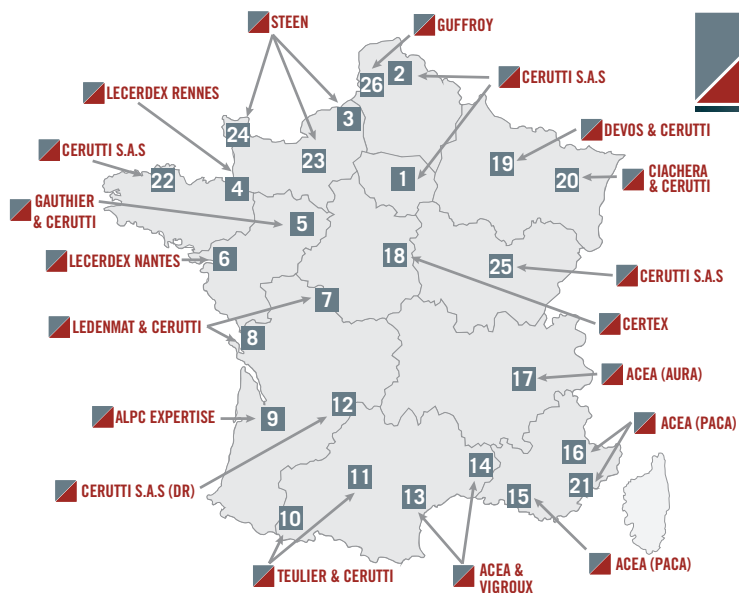 STEEN
GUFFROY
2
26
CERUTTI S.A.S
LECERDEX RENNES
3
24
DEVOS & CERUTTI
CERUTTI S.A.S
23
19
22
4
1
20
CIACHERA
& CERUTTI
GAUTHIER
& CERUTTI
5
LECERDEX NANTES
6
18
25
CERUTTI S.A.S
7
LEDENMAT & CERUTTI
8
CERTEX
17
ACEA (AURA)
12
ALPC EXPERTISE
9
ACEA (PACA)
16
14
11
CERUTTI S.A.S (DR)
13
15
21
10
TEULIER & CERUTTI
ACEA &
VIGROUX
ACEA (PACA)